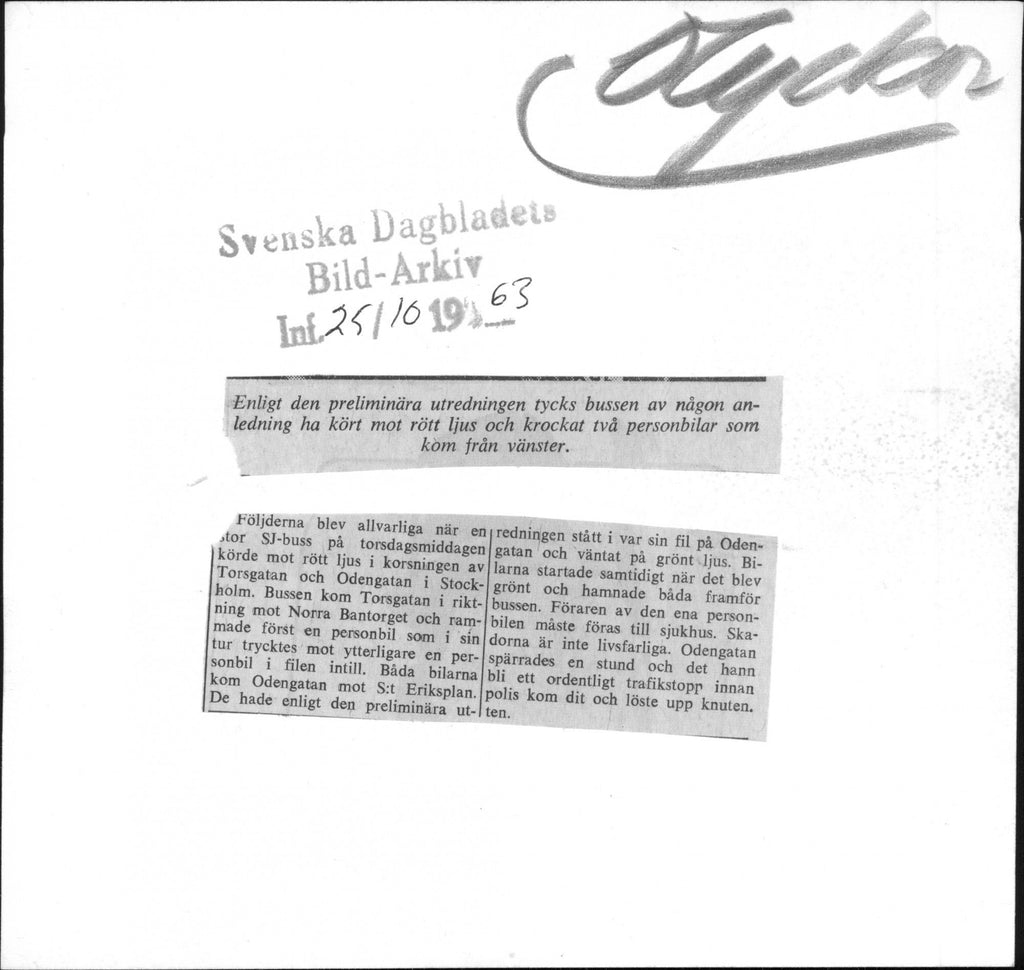 Olyckor
Svenska Dagbladets
Bild-Arkiv
Inf. 25/10 19 63
Enligt den preliminära utredningen tycks bussen av någon an-
ledning ha kört mot rött ljus och krockat två personbilar som
kom från vänster.
Följderna blev allvarliga när en
stor SJ-buss på torsdagsmiddagen
körde mot rött ljus i korsningen av
Torsgatan och Odengatan i Stock-
holm. Bussen kom Torsgatan i rikt-
ning mot Norra Bantorget och ram-
made först en personbil som i sin
tur trycktes mot ytterligare en per-
sonbil i filen intill. Båda bilarna
kom Odengatan mot S:t Eriksplan.
De hade enligt den preliminära ut-
redningen stått i var sin fil på Oden-
gatan och väntat på grönt ljus. Bi-
larna startade samtidigt när det blev
grönt och hamnade båda framför
bussen. Föraren av den ena person-
bilen måste föras till sjukhus. Ska-
dorna är inte livsfarliga. Odengatan
spärrades en stund och det hann
bli ett ordentligt trafikstopp innan
polis kom dit och löste upp knuten.
ten.